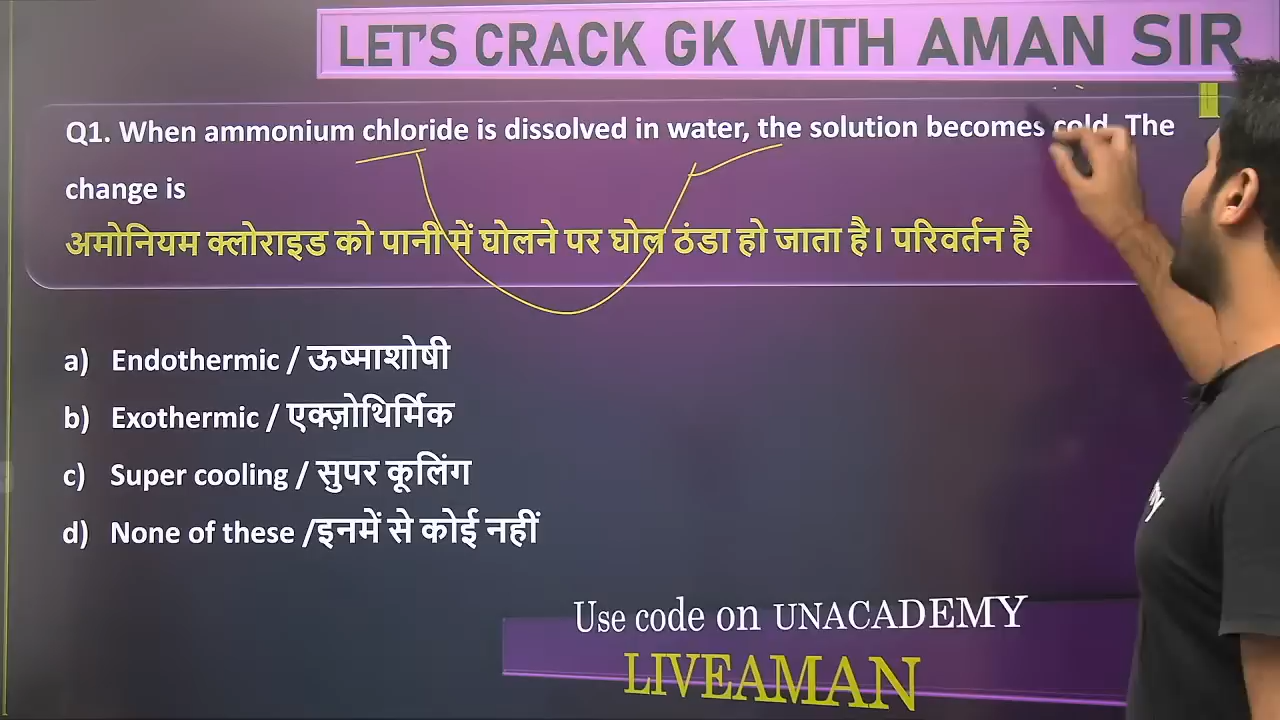 LET'S CRACK GK WITH AMAN SIR
Q1. When ammonium chloride is dissolved in water, the solution becomes cold. The
change is
अमोनियम क्लोराइड को पानी में घोलने पर घोल ठंडा हो जाता है। परिवर्तन है
a) Endothermic / ऊष्माशोषी
b) Exothermic / एक्ज़ोथिर्मिक
c) Super cooling / सुपर कूलिंग
d) None of these /इनमें से कोई नहीं
Use code on UNACADEMY
LIVEAMAN